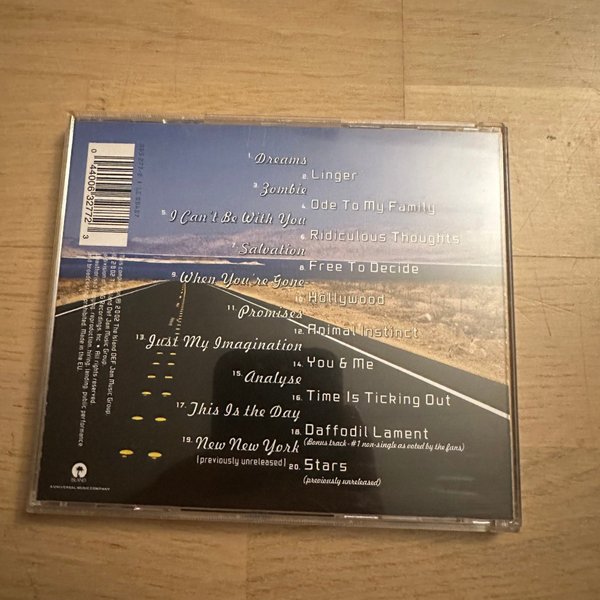 0 44006 32772 3
1. Dreams
2. Linger
3. Zombie
4. Ode To My Family
5. I Can't Be With You
6. Ridiculous Thoughts
7. Salvation
8. Free To Decide
9. When You're Gone
10. Hollywood
11. Promises
12. Animal Instinct
13. Just My Imagination
14. You & Me
15. Analyse
16. Time Is Ticking Out
17. This Is the Day
18. Daffodil Lament
(Bonus track - #1 non-single as voted by the fans)
19. New New York
(previously unreleased)
20. Stars
(previously unreleased)
ISLAND
A UNIVERSAL MUSIC COMPANY